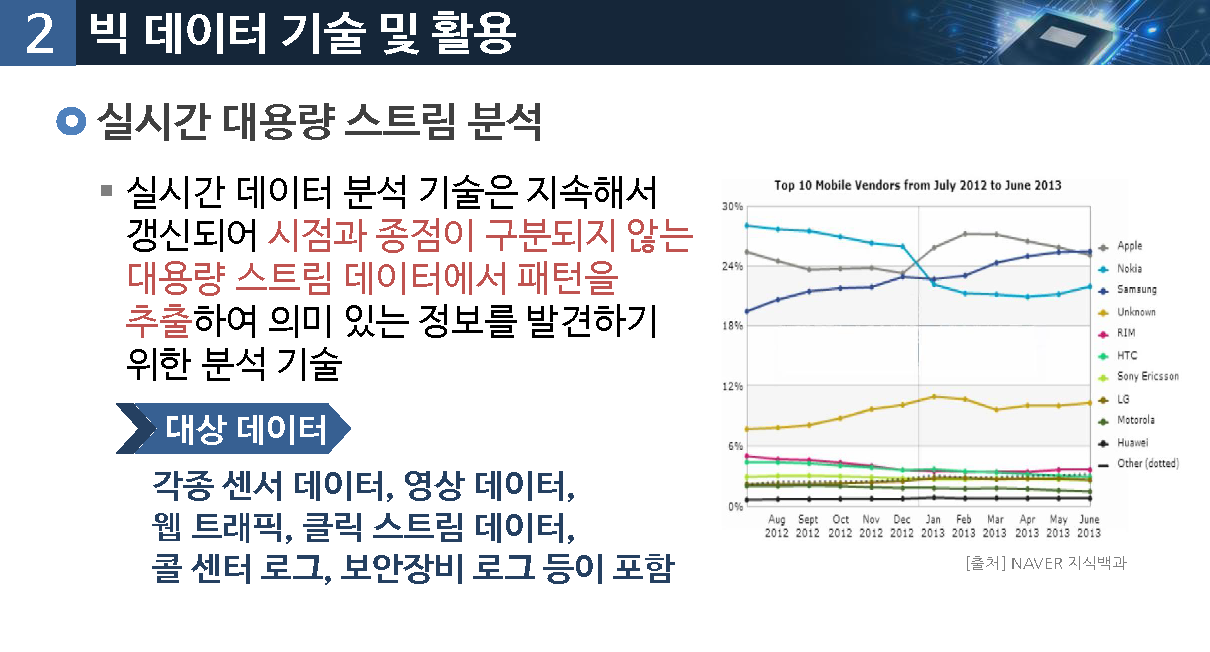 2 빅 데이터 기술 및 활용
실시간 대용량 스트림 분석
실시간 데이터 분석 기술은 지속해서
갱신되어 시점과 종점이 구분되지 않는
대용량 스트림 데이터에서 패턴을
추출하여 의미 있는 정보를 발견하기
위한 분석 기술
대상 데이터
각종 센서 데이터, 영상 데이터,
웹 트래픽, 클릭 스트림 데이터,
콜 센터 로그, 보안장비 로그 등이 포함
Top 10 Mobile Vendors from July 2012 to June 2013
30%
24%
18%
12%
6%
0%
Aug Sept Oct Nov Dec Jan Feb Mar Apr May June
2012 2012 2012 2012 2012 2013 2013 2013 2013 2013 2013
Apple
Nokia
Samsung
Unknown
RIM
HTC
Sony Ericsson
LG
Motorola
Huawei
Other (dotted)
[출처] NAVER 지식백과